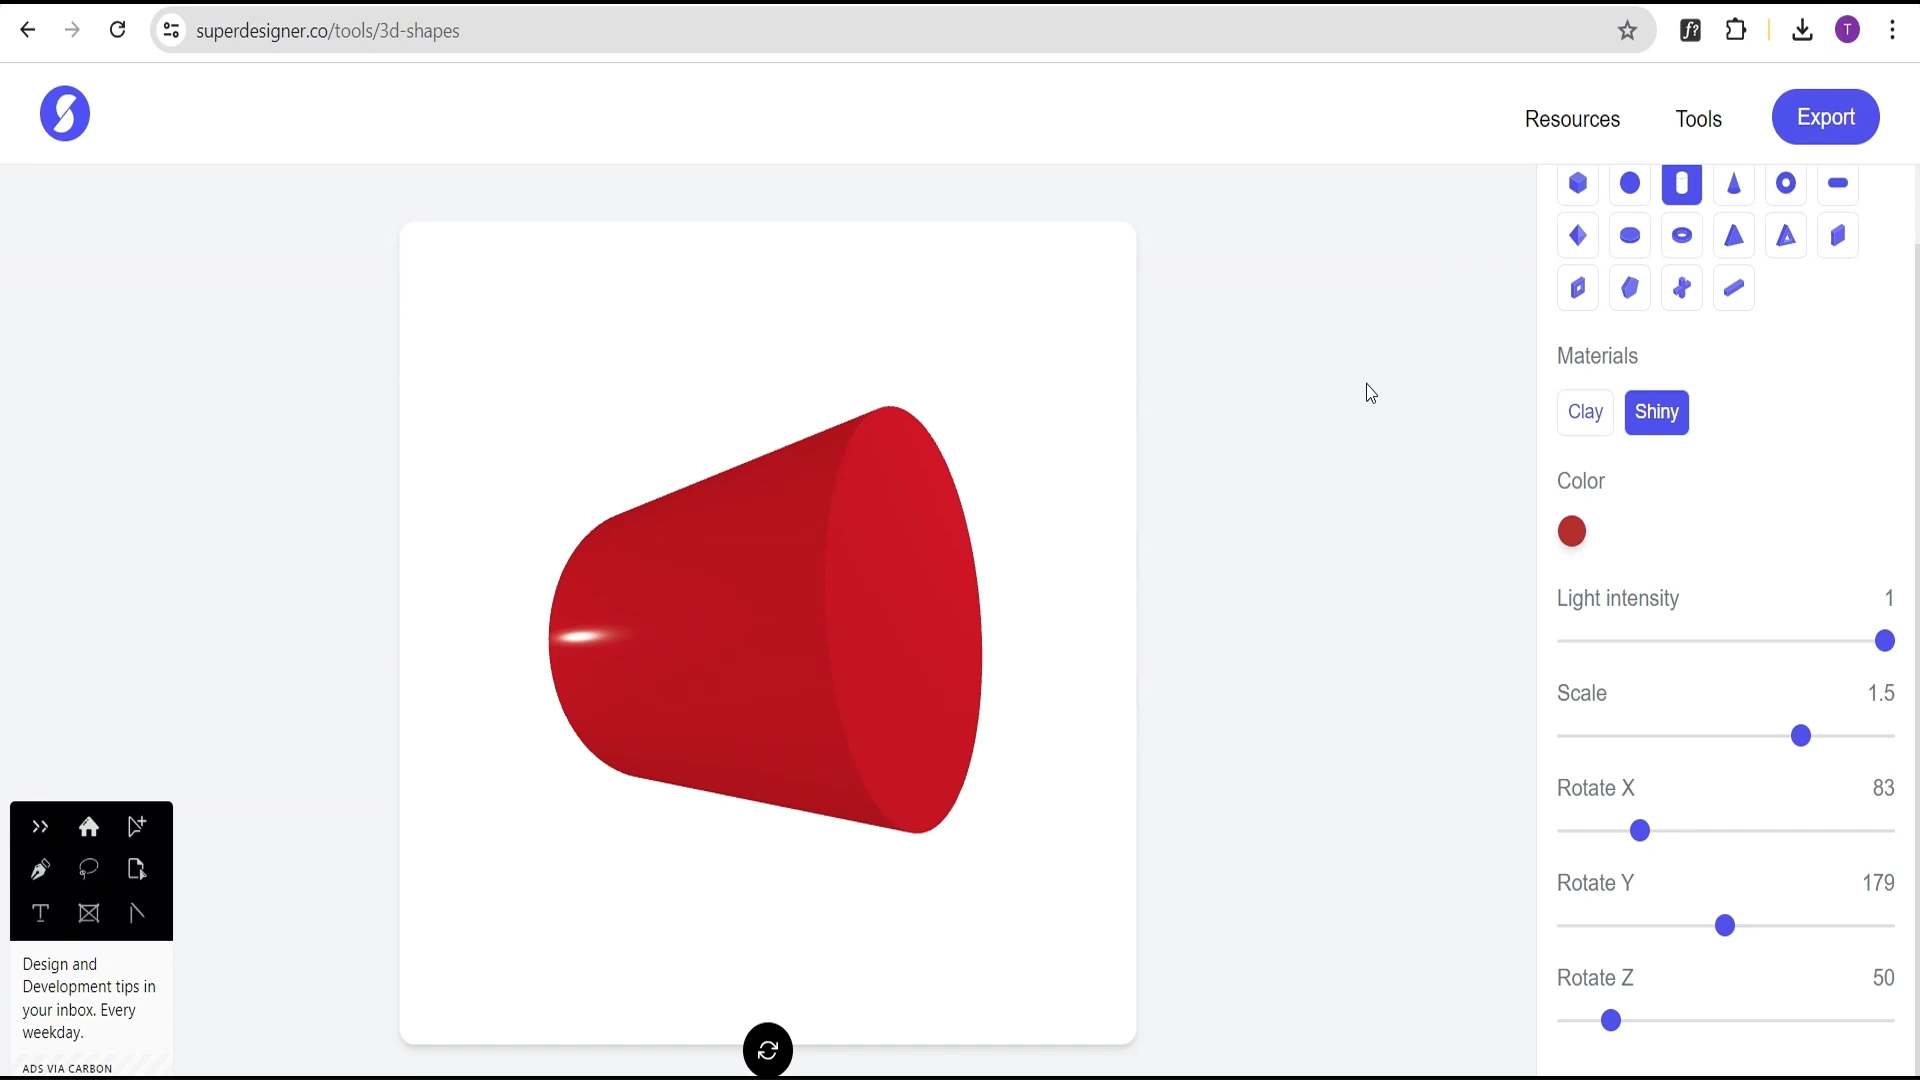 superdesigner.co/tools/3d-shapes
f?
T
Resources
Tools
Export
Materials
Clay
Shiny
Color
Light intensity
1
Scale
1.5
Rotate X
83
Rotate Y
179
Rotate Z
50
T
Design and
Development tips in
your inbox. Every
weekday.
ADS VIA CARBON